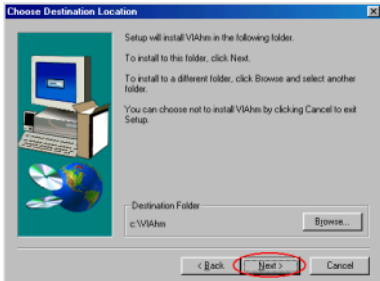 Choose Destination Location
Setup will install VIAhm in the following folder.
To install to this folder, click Next.
To install to a different folder, click Browse and select another
folder.
You can choose not to install VIAhm by clicking Cancel to exit
Setup.
Destination Folder
c:\VIAhm
Browse...
< Back
Next >
Cancel